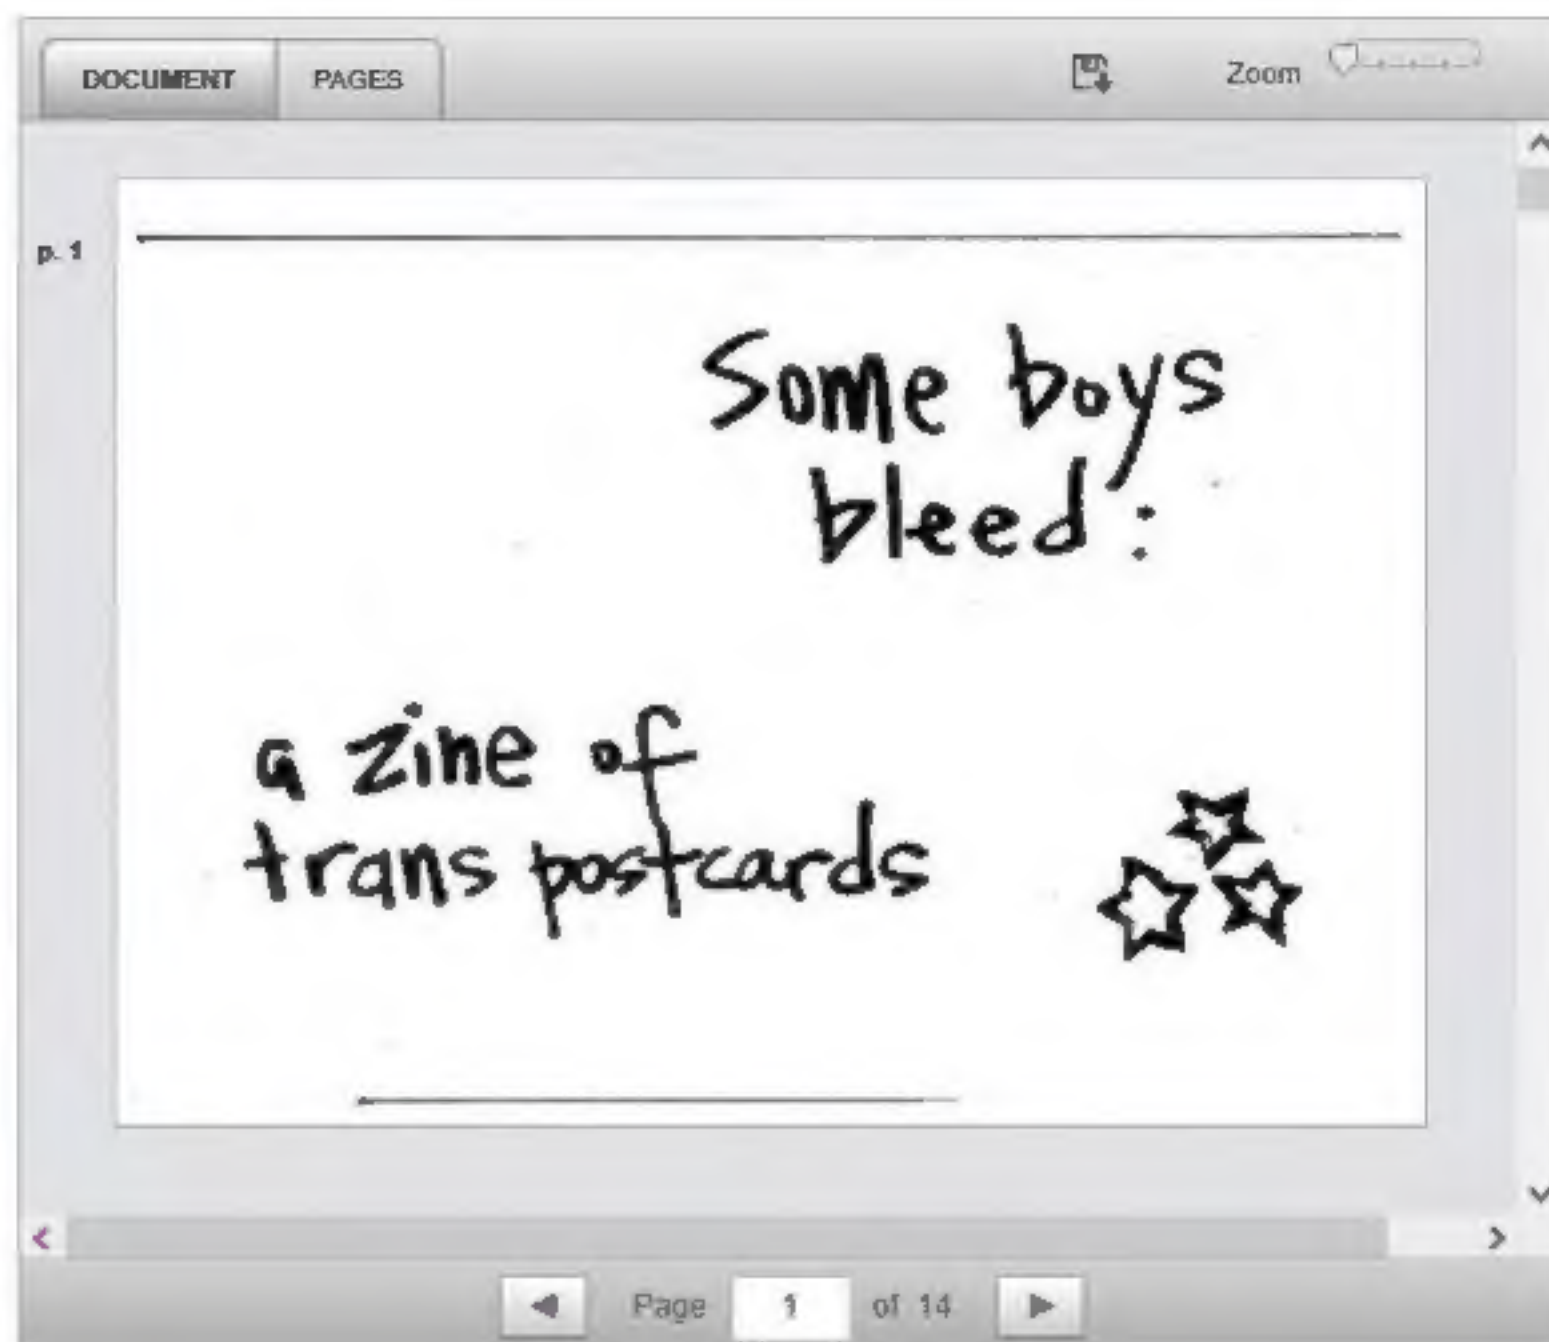 DOCUMENT PAGES Zoom
p. 1
Some boys
bleed:
a zine of
trans postcards
Page 1 of 14